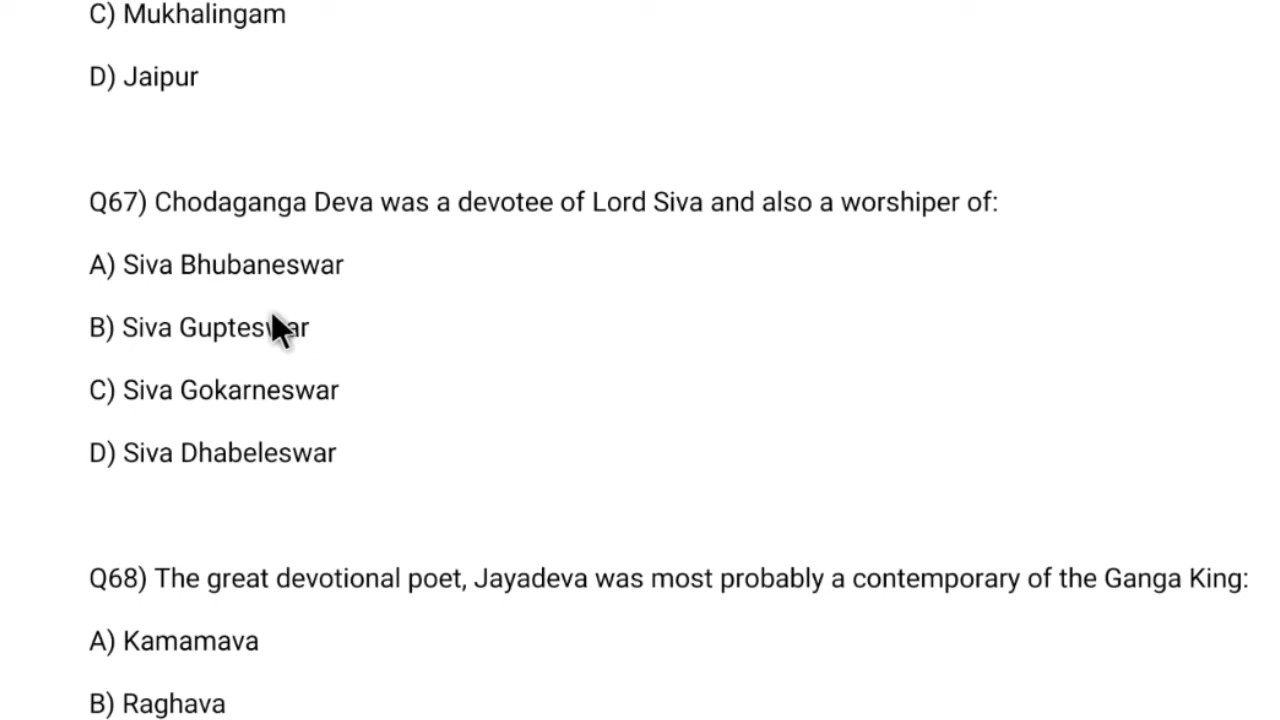 C) Mukhalingam
D) Jaipur
Q67) Chodaganga Deva was a devotee of Lord Siva and also a worshiper of:
A) Siva Bhubaneswar
B) Siva Gupteswar
C) Siva Gokarneswar
D) Siva Dhabeleswar
Q68) The great devotional poet, Jayadeva was most probably a contemporary of the Ganga King:
A) Kamamava
B) Raghava